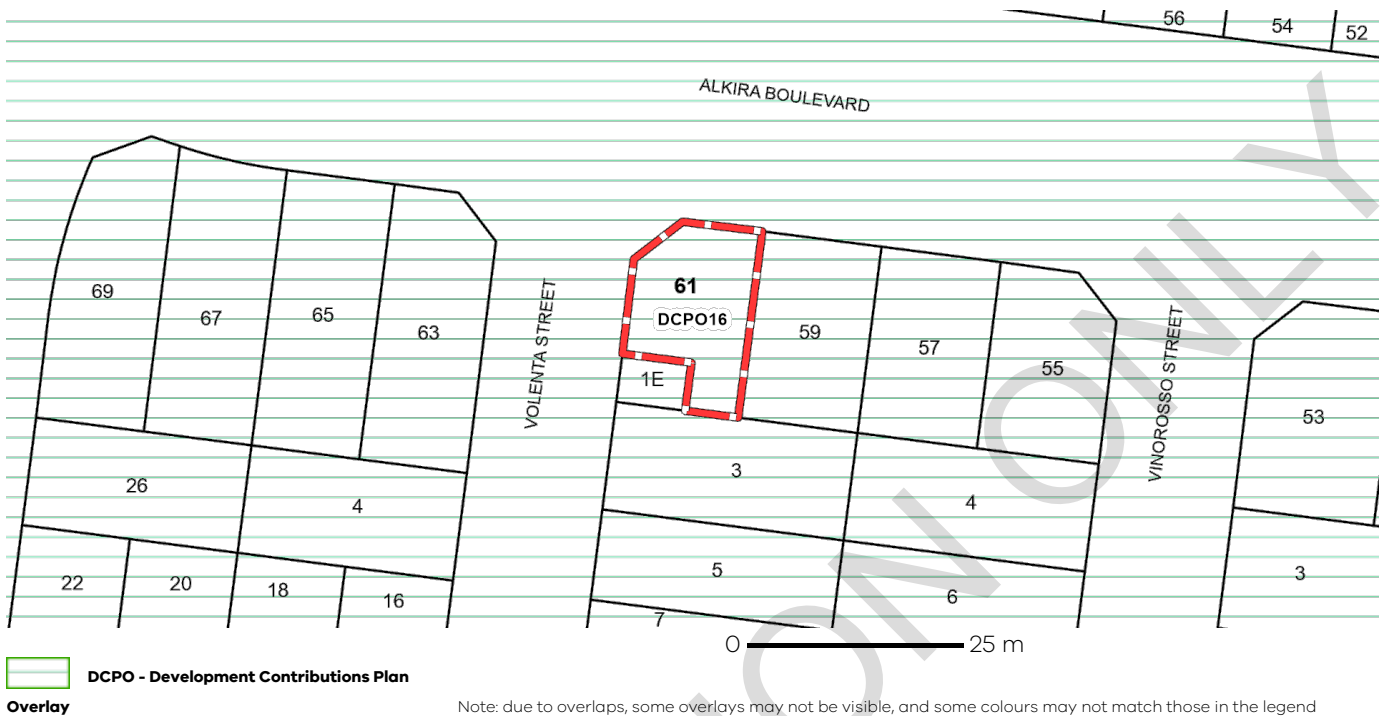 56
54
52
ALKIRA BOULEVARD
69
67
65
63
VOLENTA STREET
61
DCPO16
1E
59
57
55
VINOROSSO STREET
53
26
4
3
4
22
20
18
16
5
6
3
7
0 25 m
DCPO - Development Contributions Plan
Overlay
Note: due to overlaps, some overlays may not be visible, and some colours may not match those in the legend
ON ONLY